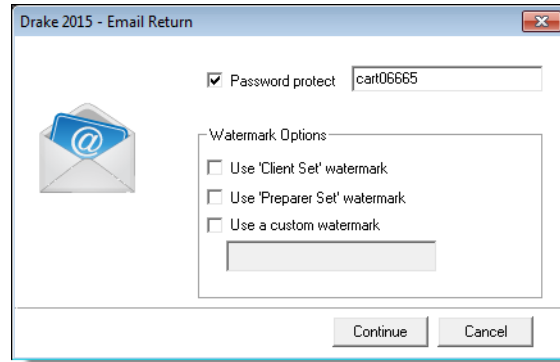 Drake 2015 - Email Return
Password protect cart06665
Watermark Options
Use 'Client Set' watermark
Use 'Preparer Set' watermark
Use a custom watermark
Continue Cancel